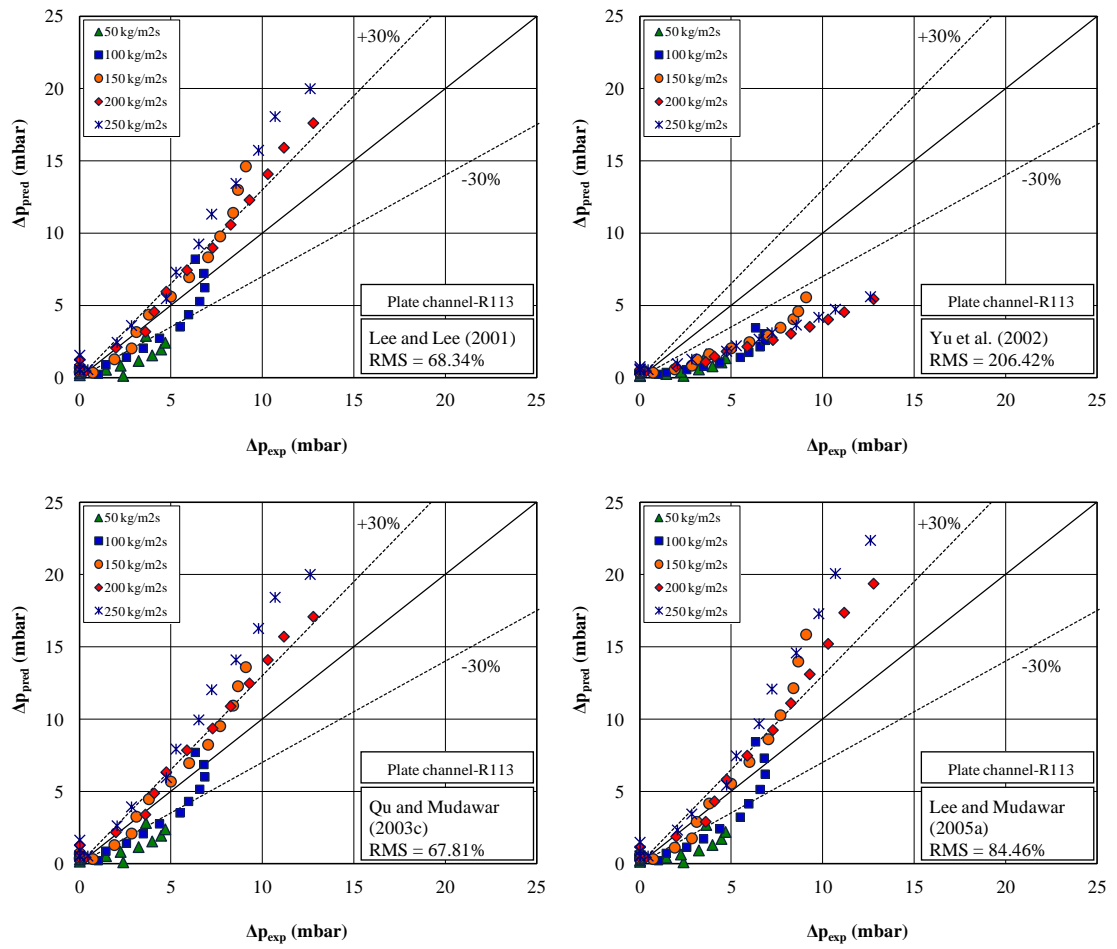 25
20
15
10
5
0
0 5 10 15 20 25
Δp_pred (mbar)
Δp_exp (mbar)
50 kg/m2s
100 kg/m2s
150 kg/m2s
200 kg/m2s
250 kg/m2s
+30%
-30%
Plate channel-R113
Lee and Lee (2001)
RMS = 68.34%
25
20
15
10
5
0
0 5 10 15 20 25
Δp_pred (mbar)
Δp_exp (mbar)
50 kg/m2s
100 kg/m2s
150 kg/m2s
200 kg/m2s
250 kg/m2s
+30%
-30%
Plate channel-R113
Yu et al. (2002)
RMS = 206.42%
25
20
15
10
5
0
0 5 10 15 20 25
Δp_pred (mbar)
Δp_exp (mbar)
50 kg/m2s
100 kg/m2s
150 kg/m2s
200 kg/m2s
250 kg/m2s
+30%
-30%
Plate channel-R113
Qu and Mudawar
(2003c)
RMS = 67.81%
25
20
15
10
5
0
0 5 10 15 20 25
Δp_pred (mbar)
Δp_exp (mbar)
50 kg/m2s
100 kg/m2s
150 kg/m2s
200 kg/m2s
250 kg/m2s
+30%
-30%
Plate channel-R113
Lee and Mudawar
(2005a)
RMS = 84.46%